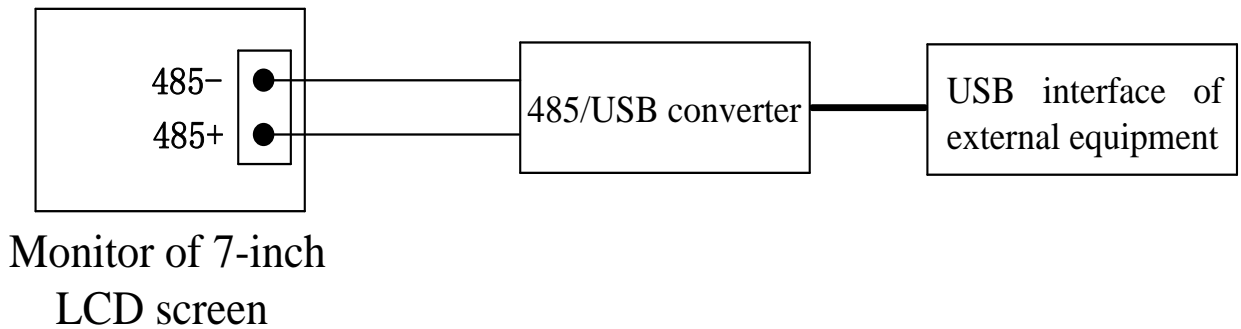 485-
485+
Monitor of 7-inch
LCD screen
485/USB converter
USB interface of
external equipment